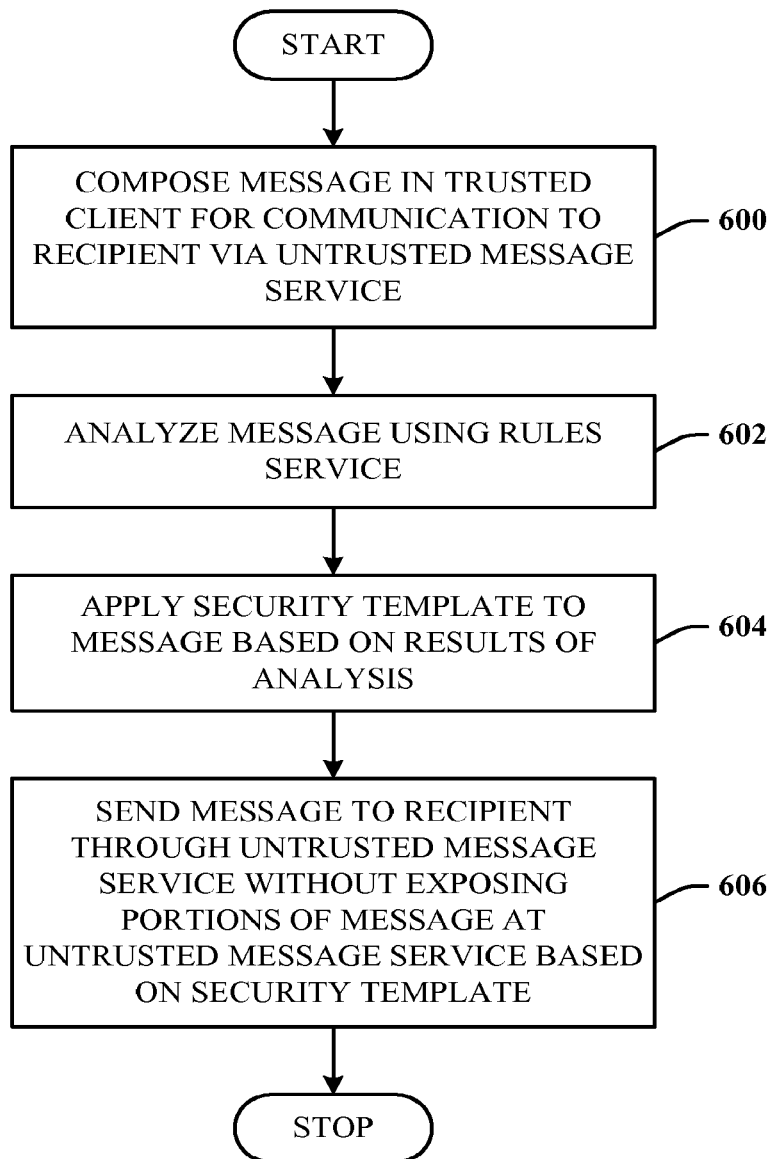 START
COMPOSE MESSAGE IN TRUSTED
CLIENT FOR COMMUNICATION TO
RECIPIENT VIA UNTRUSTED MESSAGE
SERVICE
600
ANALYZE MESSAGE USING RULES
SERVICE
602
APPLY SECURITY TEMPLATE TO
MESSAGE BASED ON RESULTS OF
ANALYSIS
604
SEND MESSAGE TO RECIPIENT
THROUGH UNTRUSTED MESSAGE
SERVICE WITHOUT EXPOSING
PORTIONS OF MESSAGE AT
UNTRUSTED MESSAGE SERVICE BASED
ON SECURITY TEMPLATE
606
STOP